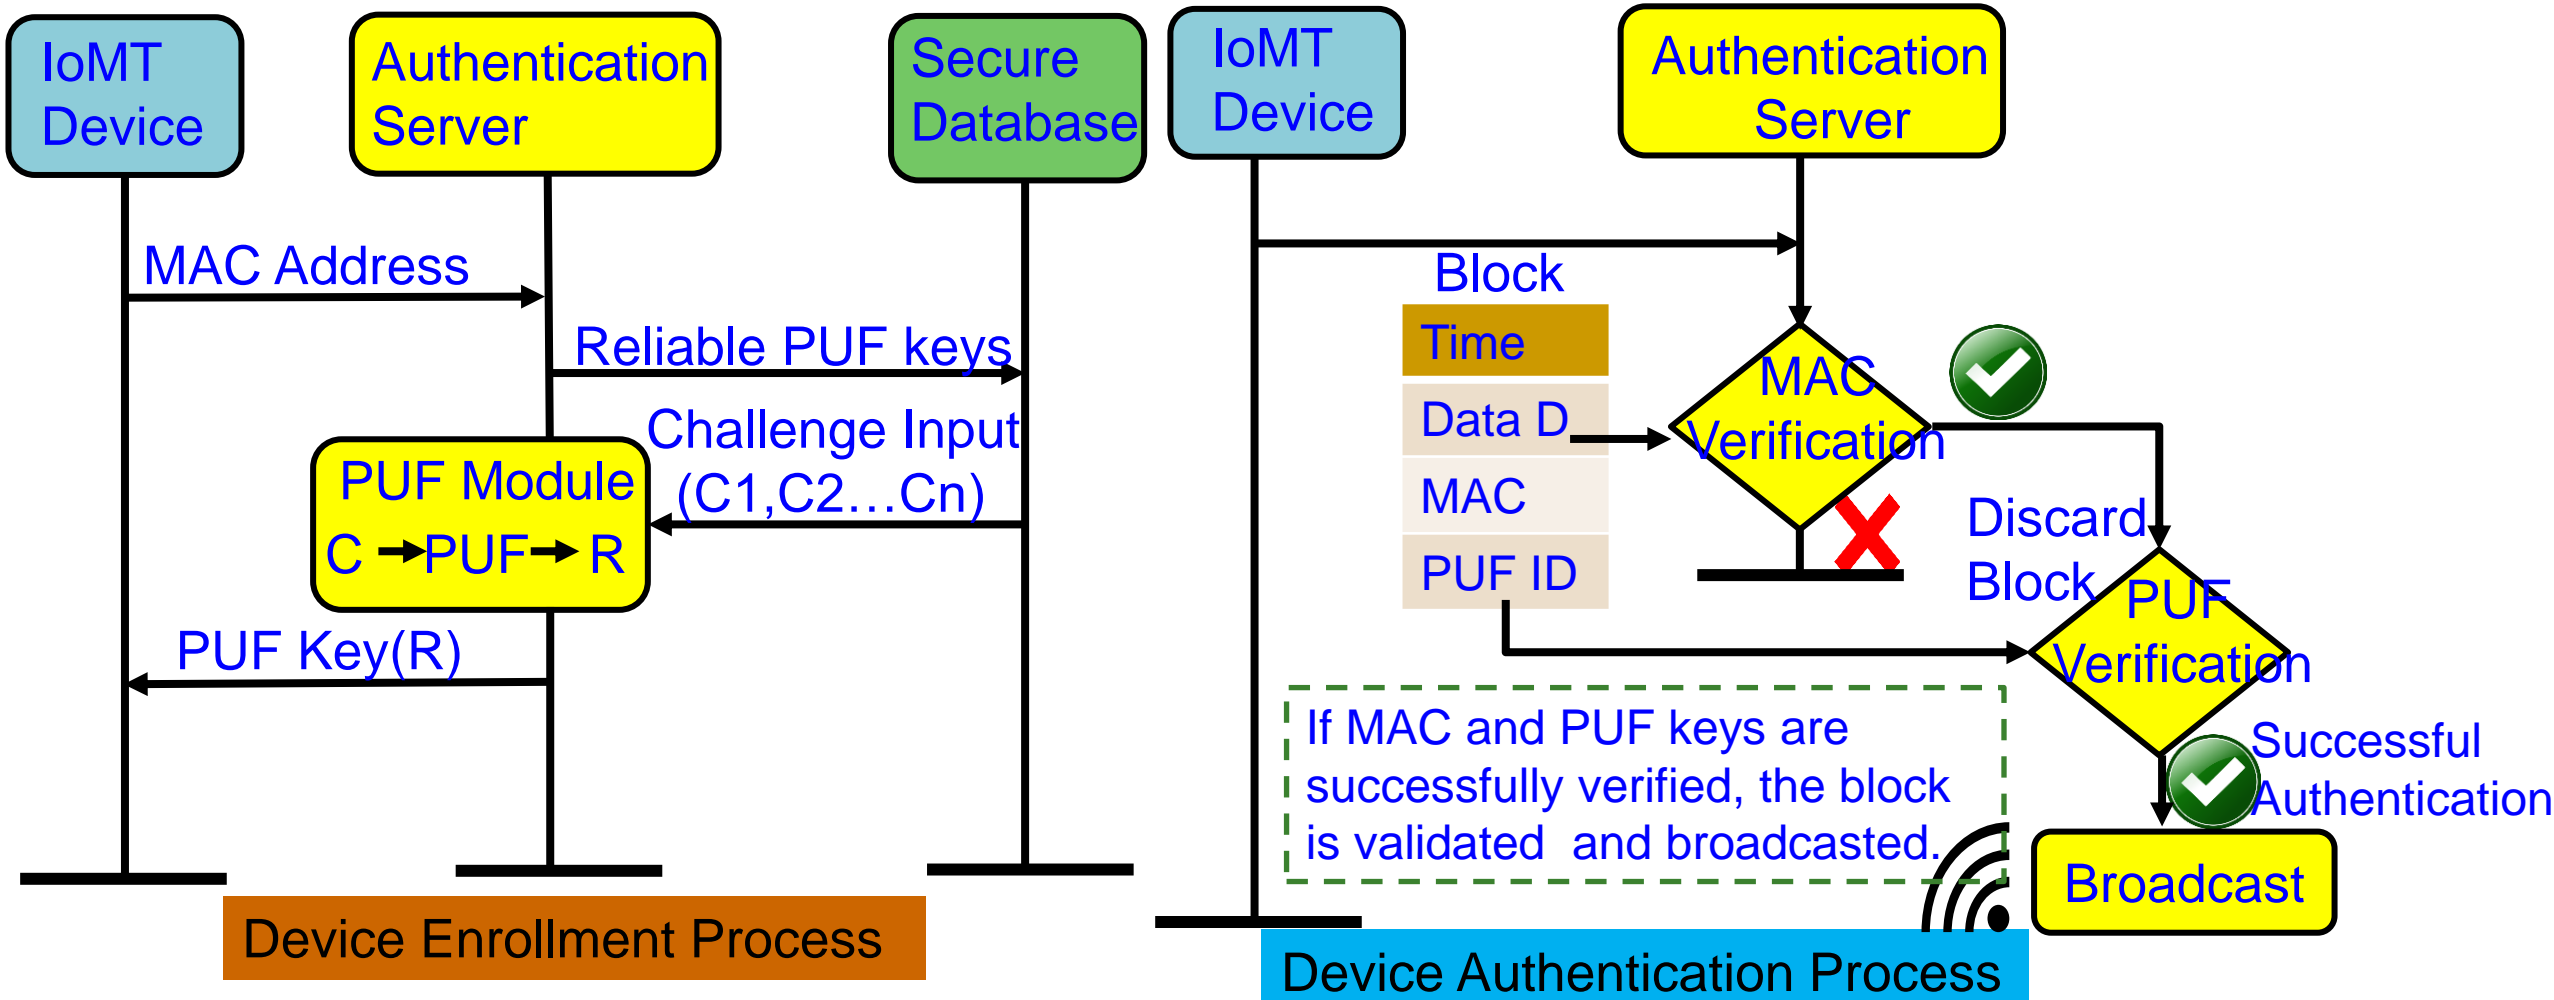 IoMT
Device
Authentication
Server
Secure
Database
MAC Address
Reliable PUF keys
Challenge Input
(C1,C2...Cn)
PUF Module
C PUF R
PUF Key(R)
Device Enrollment Process
IoMT
Device
Authentication
Server
Block
Time
Data D
MAC
PUF ID
MAC
Verification
Discard
Block
PUF
Verification
If MAC and PUF keys are
successfully verified, the block
is validated and broadcasted.
Successful
Authentication
Broadcast
Device Authentication Process